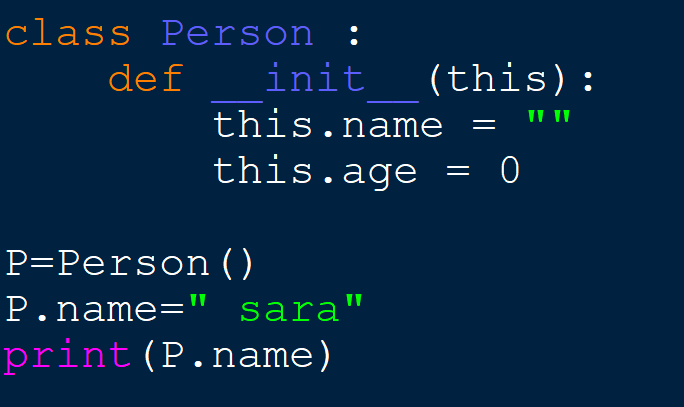 class Person :
    def __init__(this):
        this.name = ""
        this.age = 0

P=Person()
P.name=" sara"
print(P.name)